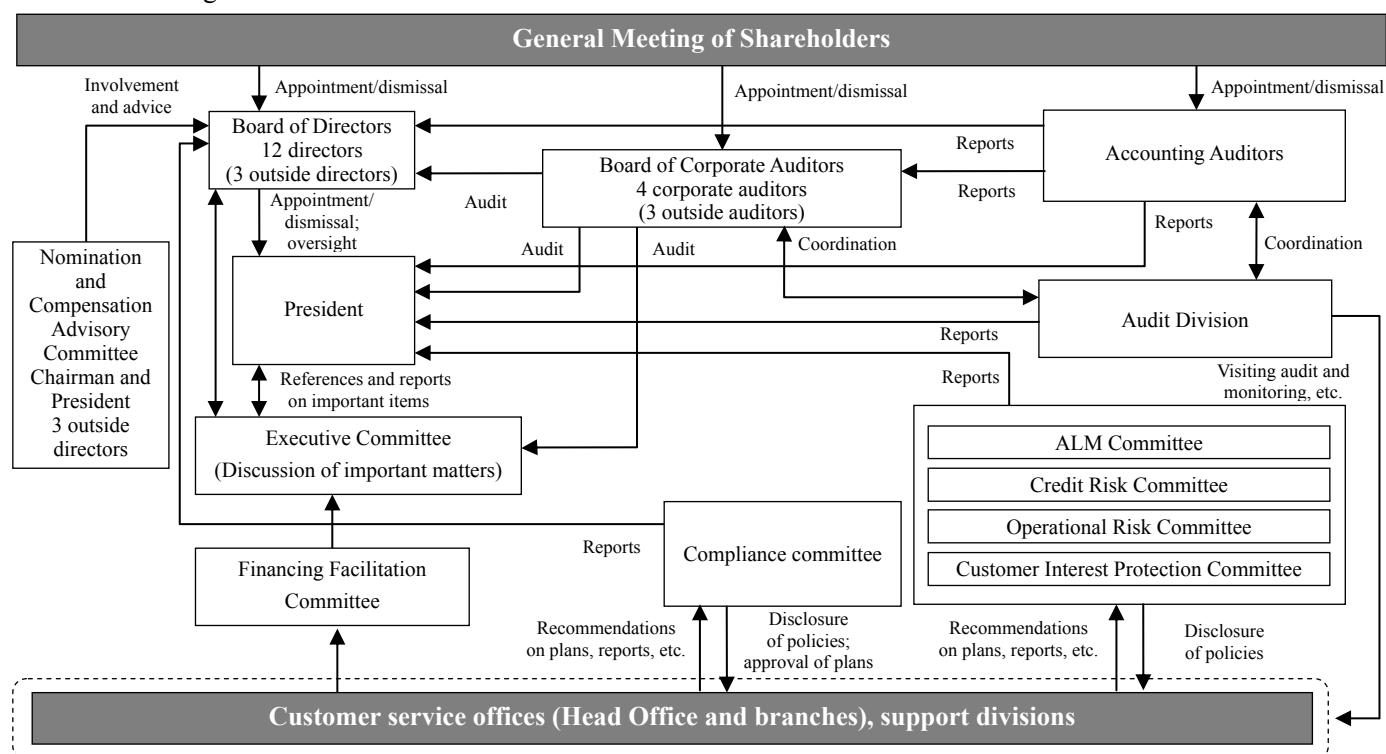 General Meeting of Shareholders
Involvement
and advice
Appointment/dismissal
Appointment/dismissal
Appointment/dismissal
Board of Directors
12 directors
(3 outside directors)
Reports
Accounting Auditors
Board of Corporate Auditors
4 corporate auditors
(3 outside auditors)
Audit
Reports
Appointment/
dismissal;
oversight
Audit
Audit
Coordination
Reports
Coordination
Nomination
and
Compensation
Advisory
Committee
Chairman and
President
3 outside
directors
President
Audit Division
Reports
References and reports
on important items
Reports
Visiting audit and
monitoring, etc.
Executive Committee
(Discussion of important matters)
ALM Committee
Credit Risk Committee
Operational Risk Committee
Customer Interest Protection Committee
Reports
Compliance committee
Financing Facilitation
Committee
Recommendations
on plans, reports, etc.
Disclosure
of policies;
approval of plans
Recommendations
on plans, reports, etc.
Disclosure
of policies
Customer service offices (Head Office and branches), support divisions